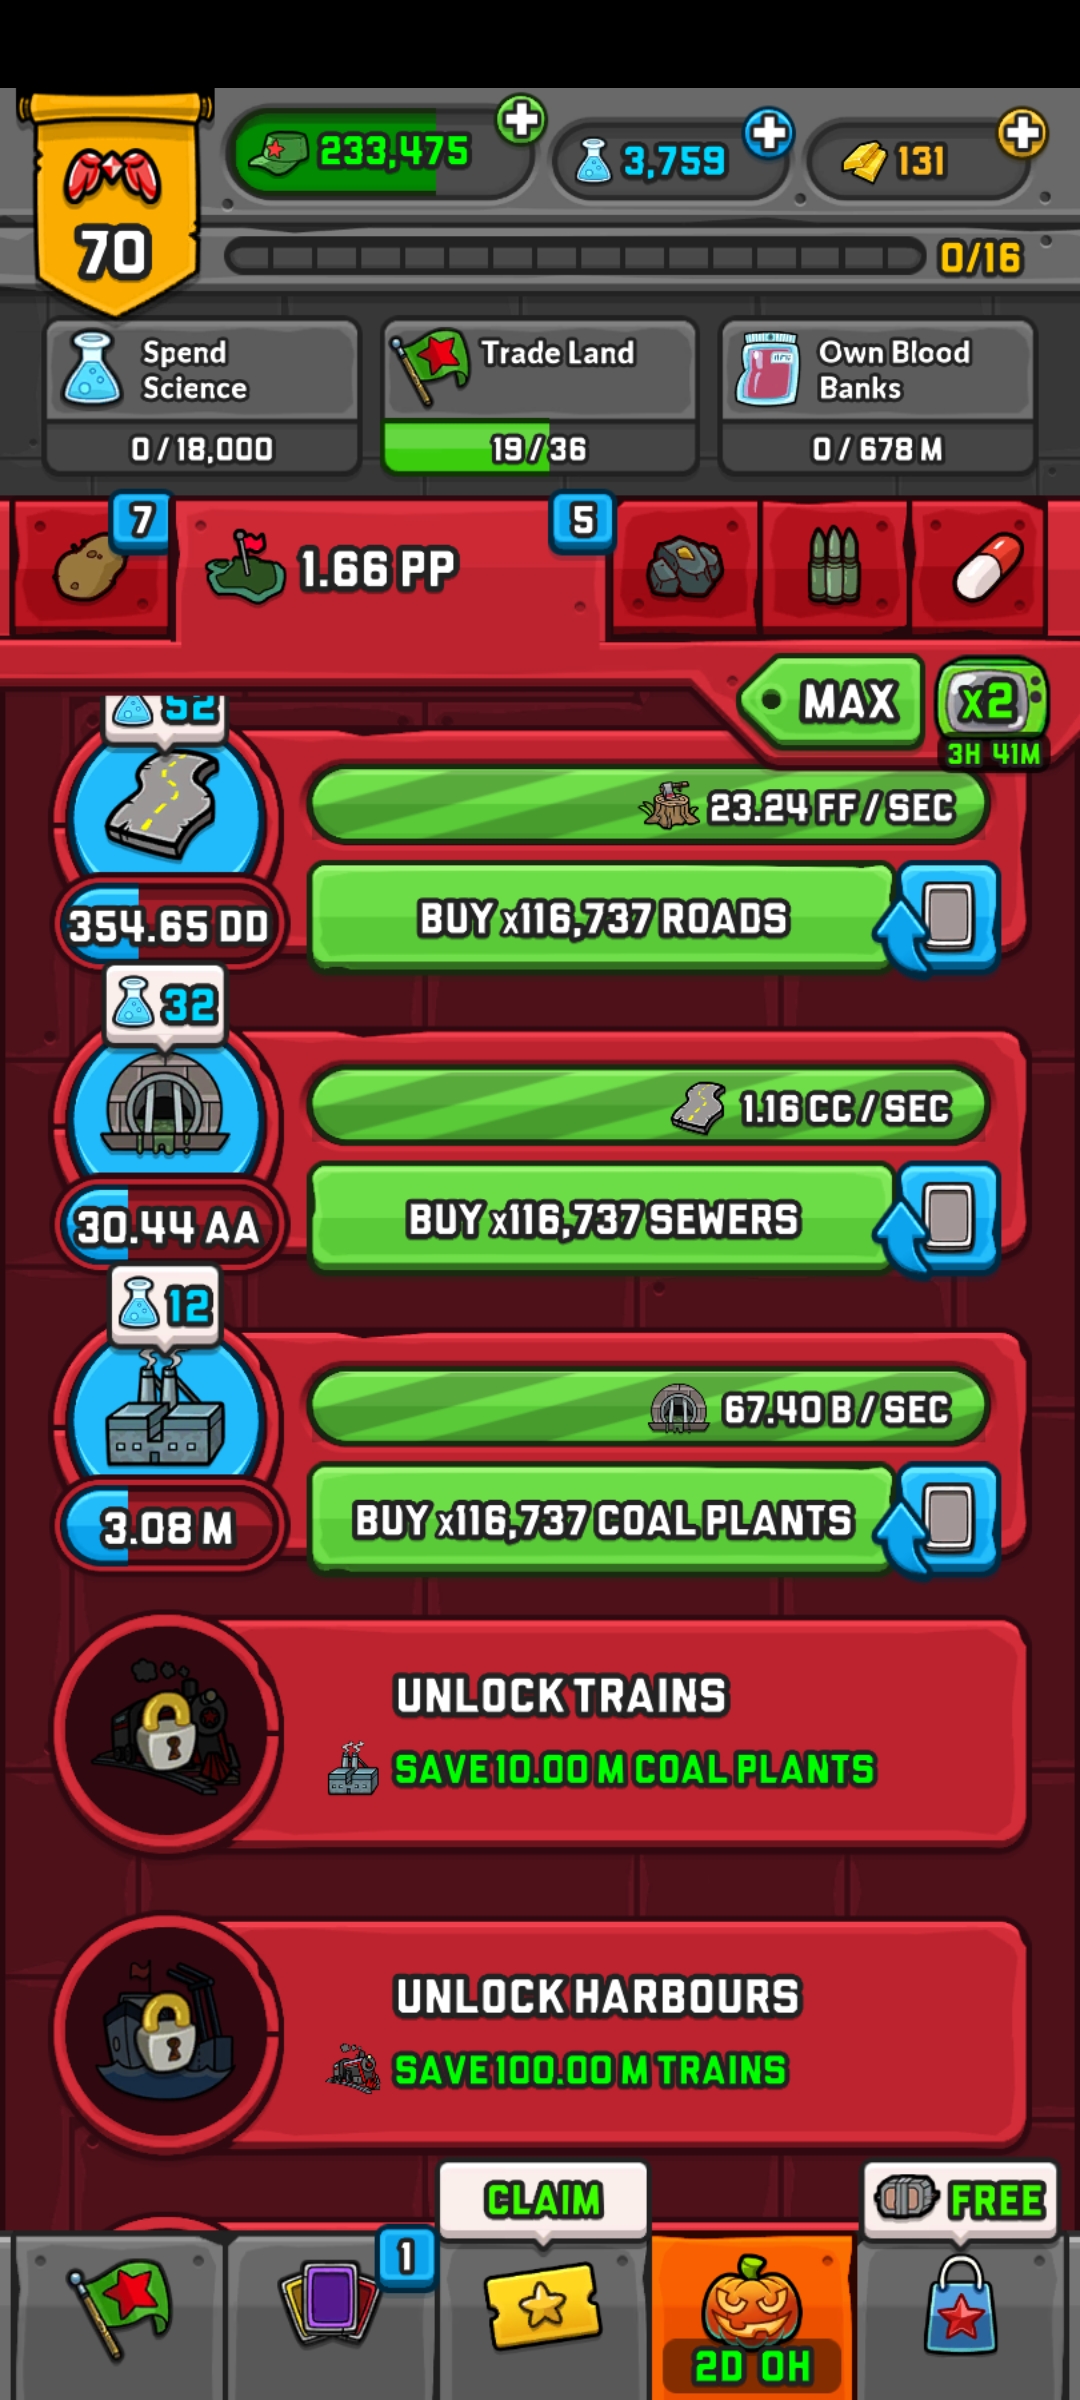 233,475
3,759
131
70
0/16
Spend
Science
0/18,000
Trade Land
19/36
Own Blood
Banks
0/678 M
7
1.66 PP
5
MAX
x2
3H 41M
52
23.24 FF/SEC
354.65 DD
BUY x116,737 ROADS
32
1.16 CC/SEC
30.44 AA
BUY x116,737 SEWERS
12
67.40 B/SEC
3.08 M
BUY x116,737 COAL PLANTS
UNLOCK TRAINS
SAVE 10.00 M COAL PLANTS
UNLOCK HARBOURS
SAVE 100.00 M TRAINS
CLAIM
FREE
1
2D 0H